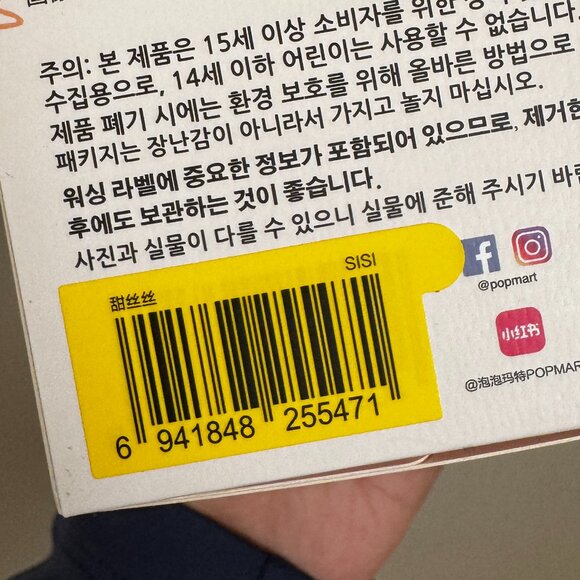 주의: 본 제품은 15세 이상 소비자를 위한
수집용으로, 14세 이하 어린이는 사용할 수 없습니다.
제품 폐기 시에는 환경 보호를 위해 올바른 방법으로
패키지는 장난감이 아니라서 가지고 놀지 마십시오.
워싱 라벨에 중요한 정보가 포함되어 있으므로, 제거한
후에도 보관하는 것이 좋습니다.
사진과 실물이 다를 수 있으니 실물에 준해 주시기 바랍
甜丝丝
SISI
6 941848 255471
@popmart
小红书
@泡泡玛特POPMART